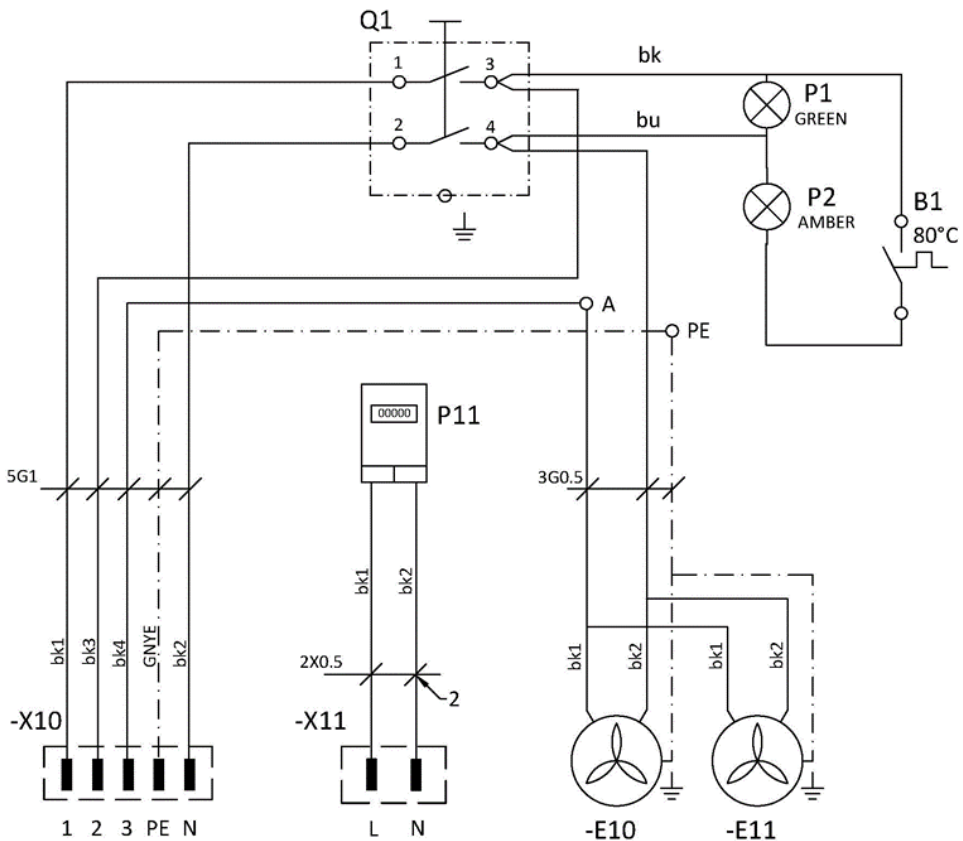 Q1
1 3
bk
P1
GREEN
2 4
bu
P2
AMBER
B1
80°C
A
PE
00000
P11
5G1
3G0.5
bk1 bk3 bk4 GNYE bk2
bk1 bk2
bk1 bk2 bk1 bk2
2X0.5
2
-X10
-X11
1 2 3 PE N
L N
-E10
-E11